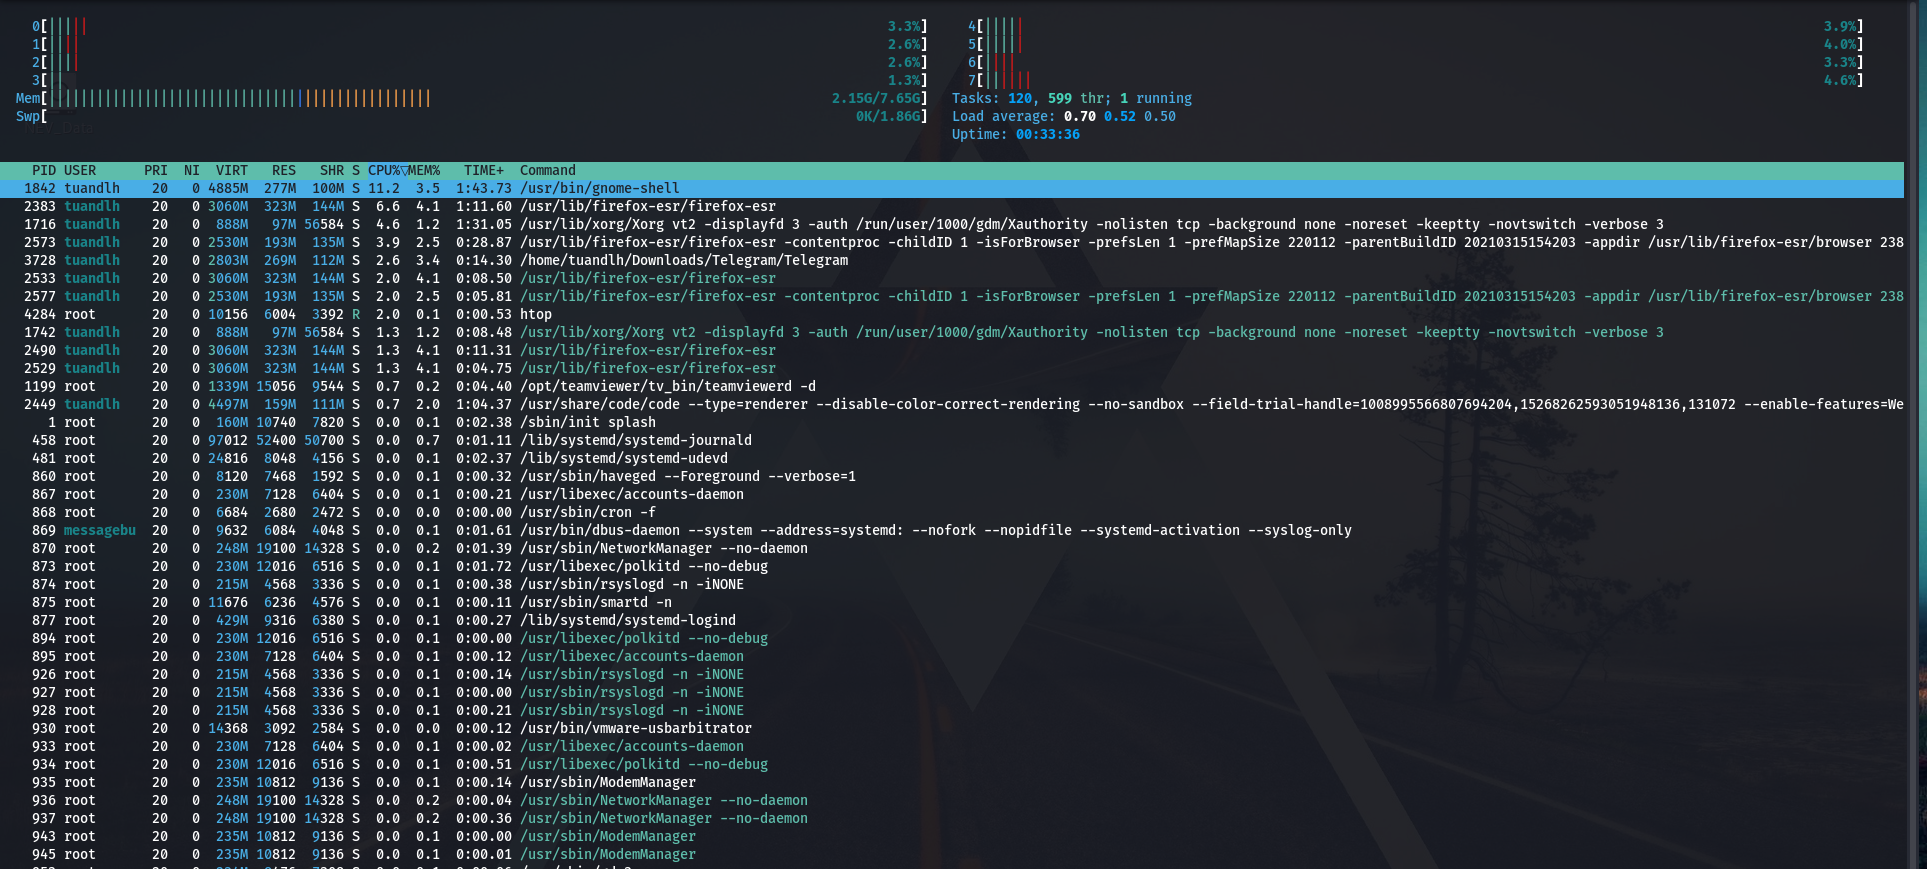 0[||||| 3.3%] 4[||||| 3.9%]
1[|||| 2.6%] 5[||||| 4.0%]
2[|||| 2.6%] 6[|||| 3.3%]
3[|| 1.3%] 7[|||||| 4.6%]
Mem[|||||||||||||||||||||||||||||||||||||||||||||||| 2.15G/7.65G] Tasks: 120, 599 thr; 1 running
Swp[ 0K/1.86G] Load average: 0.70 0.52 0.50
Uptime: 00:33:36
PID USER PRI NI VIRT RES SHR S CPU%▽MEM% TIME+ Command
1842 tuandlh 20 0 4885M 277M 100M S 11.2 3.5 1:43.73 /usr/bin/gnome-shell
2383 tuandlh 20 0 3060M 323M 144M S 6.6 4.1 1:11.60 /usr/lib/firefox-esr/firefox-esr
1716 tuandlh 20 0 888M 97M 56584 S 4.6 1.2 1:31.05 /usr/lib/xorg/Xorg vt2 -displayfd 3 -auth /run/user/1000/gdm/Xauthority -nolisten tcp -background none -noreset -keeptty -novtswitch -verbose 3
2573 tuandlh 20 0 2530M 193M 135M S 3.9 2.5 0:28.87 /usr/lib/firefox-esr/firefox-esr -contentproc -childID 1 -isForBrowser -prefsLen 1 -prefMapSize 220112 -parentBuildID 20210315154203 -appdir /usr/lib/firefox-esr/browser 238
3728 tuandlh 20 0 2803M 269M 112M S 2.6 3.4 0:14.30 /home/tuandlh/Downloads/Telegram/Telegram
2533 tuandlh 20 0 3060M 323M 144M S 2.0 4.1 0:08.50 /usr/lib/firefox-esr/firefox-esr
2577 tuandlh 20 0 2530M 193M 135M S 2.0 2.5 0:05.81 /usr/lib/firefox-esr/firefox-esr -contentproc -childID 1 -isForBrowser -prefsLen 1 -prefMapSize 220112 -parentBuildID 20210315154203 -appdir /usr/lib/firefox-esr/browser 238
4284 root 20 0 10156 6004 3392 R 2.0 0.1 0:00.53 htop
1742 tuandlh 20 0 888M 97M 56584 S 1.3 1.2 0:08.48 /usr/lib/xorg/Xorg vt2 -displayfd 3 -auth /run/user/1000/gdm/Xauthority -nolisten tcp -background none -noreset -keeptty -novtswitch -verbose 3
2490 tuandlh 20 0 3060M 323M 144M S 1.3 4.1 0:11.31 /usr/lib/firefox-esr/firefox-esr
2529 tuandlh 20 0 3060M 323M 144M S 1.3 4.1 0:04.75 /usr/lib/firefox-esr/firefox-esr
1199 root 20 0 1339M 15056 9544 S 0.7 0.2 0:04.40 /opt/teamviewer/tv_bin/teamviewerd -d
2449 tuandlh 20 0 4497M 159M 111M S 0.7 2.0 1:04.37 /usr/share/code/code --type=renderer --disable-color-correct-rendering --no-sandbox --field-trial-handle=1008995566807694204,15268262593051948136,131072 --enable-features=We
1 root 20 0 160M 10740 7820 S 0.0 0.1 0:02.38 /sbin/init splash
458 root 20 0 97012 52400 50700 S 0.0 0.7 0:01.11 /lib/systemd/systemd-journald
481 root 20 0 24816 8048 4156 S 0.0 0.1 0:02.37 /lib/systemd/systemd-udevd
860 root 20 0 8120 7468 1592 S 0.0 0.1 0:00.32 /usr/sbin/haveged --Foreground --verbose=1
867 root 20 0 230M 7128 6404 S 0.0 0.1 0:00.21 /usr/libexec/accounts-daemon
868 root 20 0 6684 2680 2472 S 0.0 0.0 0:00.00 /usr/sbin/cron -f
869 messagebu 20 0 9632 6084 4048 S 0.0 0.1 0:01.61 /usr/bin/dbus-daemon --system --address=systemd: --nofork --nopidfile --systemd-activation --syslog-only
870 root 20 0 248M 19100 14328 S 0.0 0.2 0:01.39 /usr/sbin/NetworkManager --no-daemon
873 root 20 0 230M 12016 6516 S 0.0 0.1 0:01.72 /usr/libexec/polkitd --no-debug
874 root 20 0 215M 4568 3336 S 0.0 0.1 0:00.38 /usr/sbin/rsyslogd -n -iNONE
875 root 20 0 11676 6236 4576 S 0.0 0.1 0:00.11 /usr/sbin/smartd -n
877 root 20 0 429M 9316 6380 S 0.0 0.1 0:00.27 /lib/systemd/systemd-logind
894 root 20 0 230M 12016 6516 S 0.0 0.1 0:00.00 /usr/libexec/polkitd --no-debug
895 root 20 0 230M 7128 6404 S 0.0 0.1 0:00.12 /usr/libexec/accounts-daemon
926 root 20 0 215M 4568 3336 S 0.0 0.1 0:00.14 /usr/sbin/rsyslogd -n -iNONE
927 root 20 0 215M 4568 3336 S 0.0 0.1 0:00.00 /usr/sbin/rsyslogd -n -iNONE
928 root 20 0 215M 4568 3336 S 0.0 0.1 0:00.21 /usr/sbin/rsyslogd -n -iNONE
930 root 20 0 14368 3092 2584 S 0.0 0.0 0:00.12 /usr/bin/vmware-usbarbitrator
933 root 20 0 230M 7128 6404 S 0.0 0.1 0:00.02 /usr/libexec/accounts-daemon
934 root 20 0 230M 12016 6516 S 0.0 0.1 0:00.51 /usr/libexec/polkitd --no-debug
935 root 20 0 235M 10812 9136 S 0.0 0.1 0:00.14 /usr/sbin/ModemManager
936 root 20 0 248M 19100 14328 S 0.0 0.2 0:00.04 /usr/sbin/NetworkManager --no-daemon
937 root 20 0 248M 19100 14328 S 0.0 0.2 0:00.36 /usr/sbin/NetworkManager --no-daemon
943 root 20 0 235M 10812 9136 S 0.0 0.1 0:00.00 /usr/sbin/ModemManager
945 root 20 0 235M 10812 9136 S 0.0 0.1 0:00.01 /usr/sbin/ModemManager